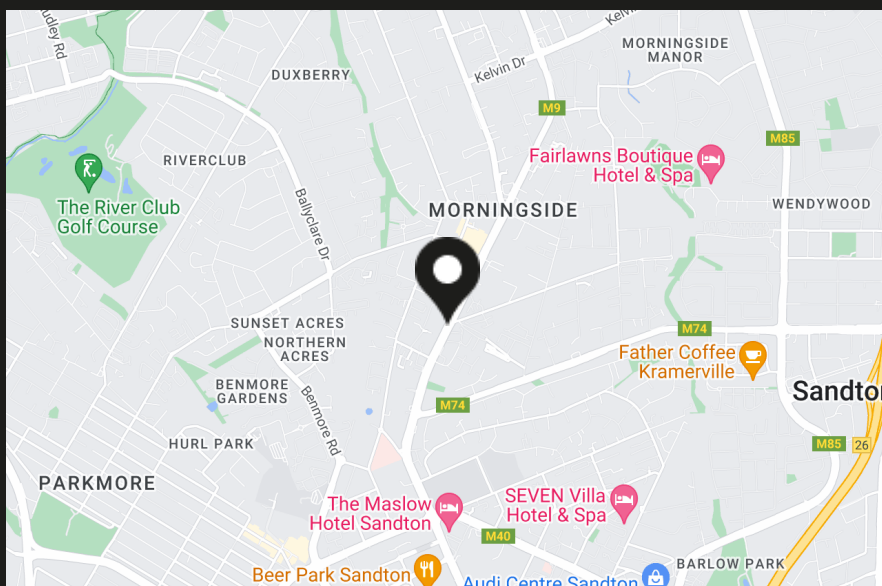 udley Rd
Kelvin
MORNINGSIDE
MANOR
DUXBERRY
Kelvin Dr
M9
M85
Fairlawns Boutique
Hotel & Spa
RIVERCLUB
The River Club
Golf Course
Ballyclare Dr
MORNINGSIDE
WENDYWOOD
SUNSET ACRES
NORTHERN
ACRES
M74
Father Coffee
Kramerville
BENMORE
GARDENS
Benmore Rd
M74
Sandto
HURL PARK
M85
26
PARKMORE
The Maslow
Hotel Sandton
SEVEN Villa
Hotel & Spa
M40
BARLOW PARK
Beer Park Sandton
Audi Centre Sandton